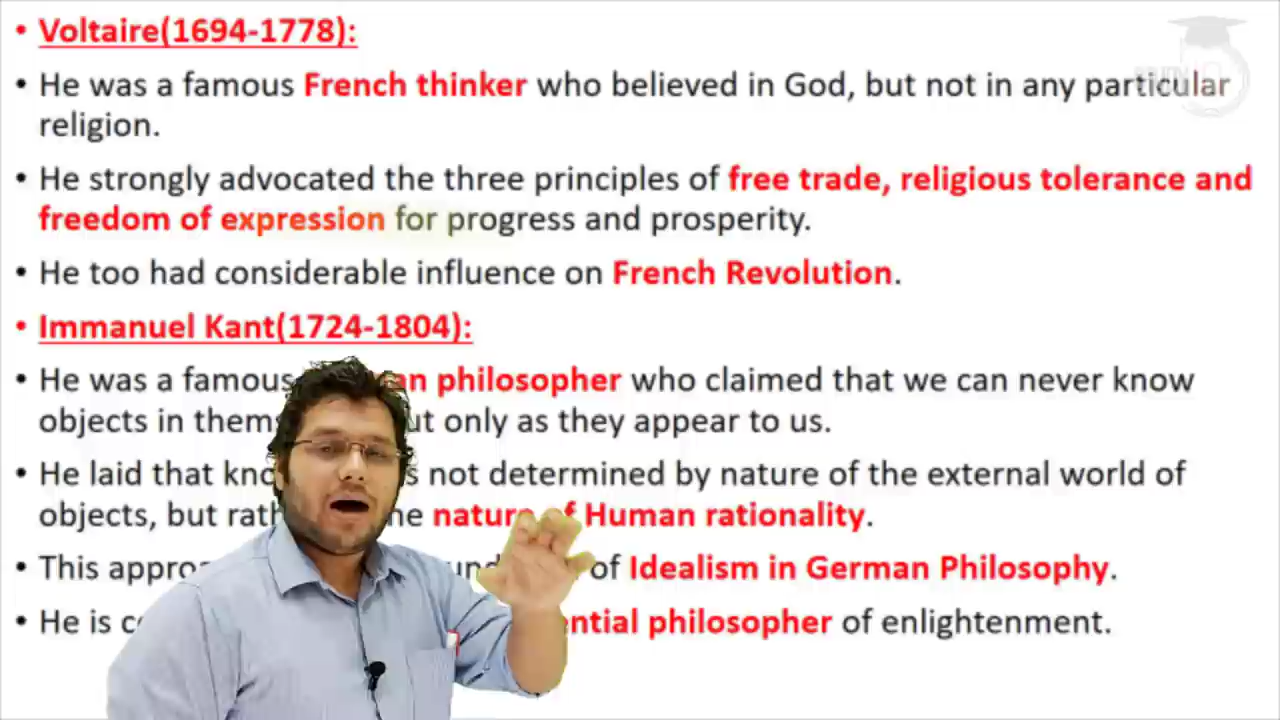 • Voltaire(1694-1778):
• He was a famous French thinker who believed in God, but not in any particular
religion.
• He strongly advocated the three principles of free trade, religious tolerance and
freedom of expression for progress and prosperity.
• He too had considerable influence on French Revolution.
• Immanuel Kant(1724-1804):
• He was a famous philosopher who claimed that we can never know
objects in only as they appear to us.
• He laid that not determined by nature of the external world of
objects, but nature of Human rationality.
• This of Idealism in German Philosophy.
• He is philosopher of enlightenment.